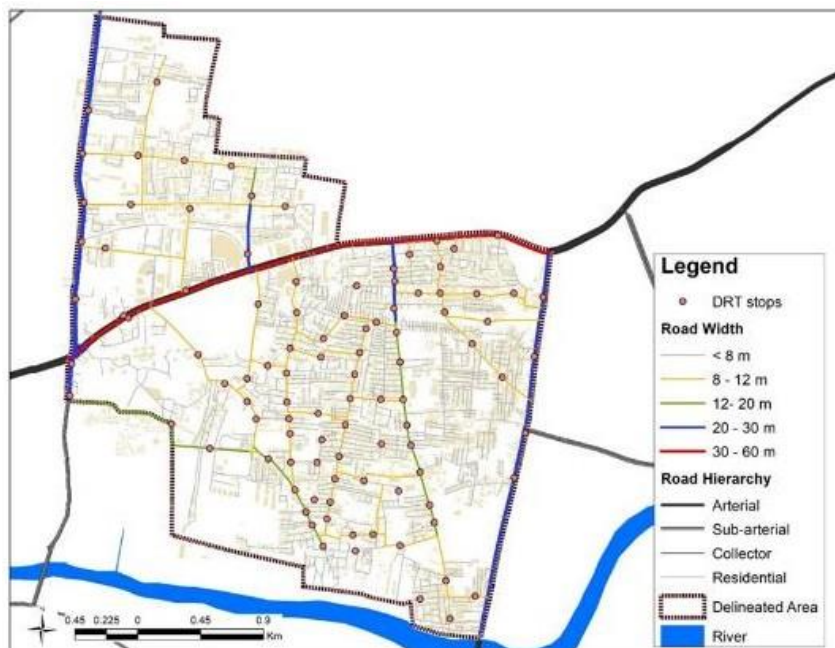 Legend
DRT stops
Road Width
< 8 m
8 - 12 m
12- 20 m
20 - 30 m
30 - 60 m
Road Hierarchy
Arterial
Sub-arterial
Collector
Residential
Delineated Area
River
0.45 0.225 0 0.45 0.9
Km